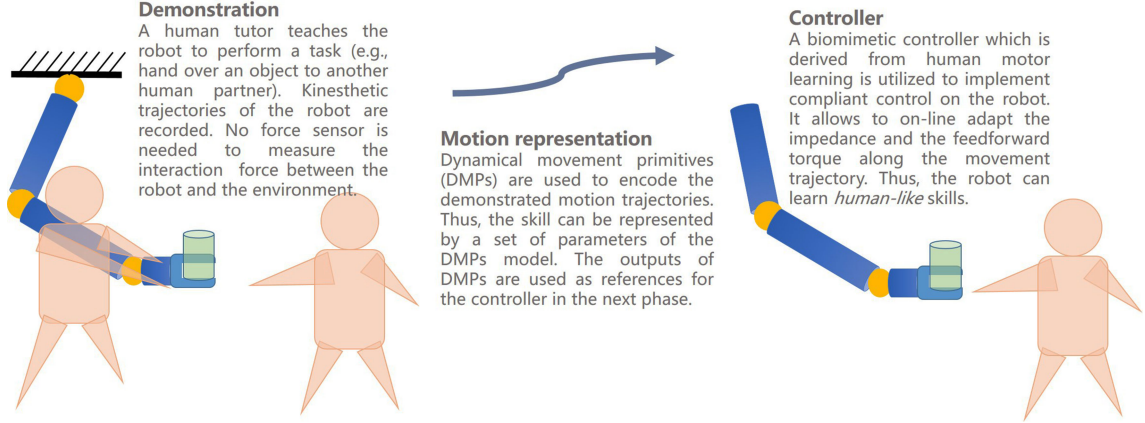 Demonstration
A human tutor teaches the
robot to perform a task (e.g.,
hand over an object to another
human partner). Kinesthetic
trajectories of the robot are
recorded. No force sensor is
needed to measure the
interaction force between the
robot and the environment.
Motion representation
Dynamical movement primitives
(DMPs) are used to encode the
demonstrated motion trajectories.
Thus, the skill can be represented
by a set of parameters of the
DMPs model. The outputs of
DMPs are used as references for
the controller in the next phase.
Controller
A biomimetic controller which is
derived from human motor
learning is utilized to implement
compliant control on the robot.
It allows to on-line adapt the
impedance and the feedforward
torque along the movement
trajectory. Thus, the robot can
learn human-like skills.